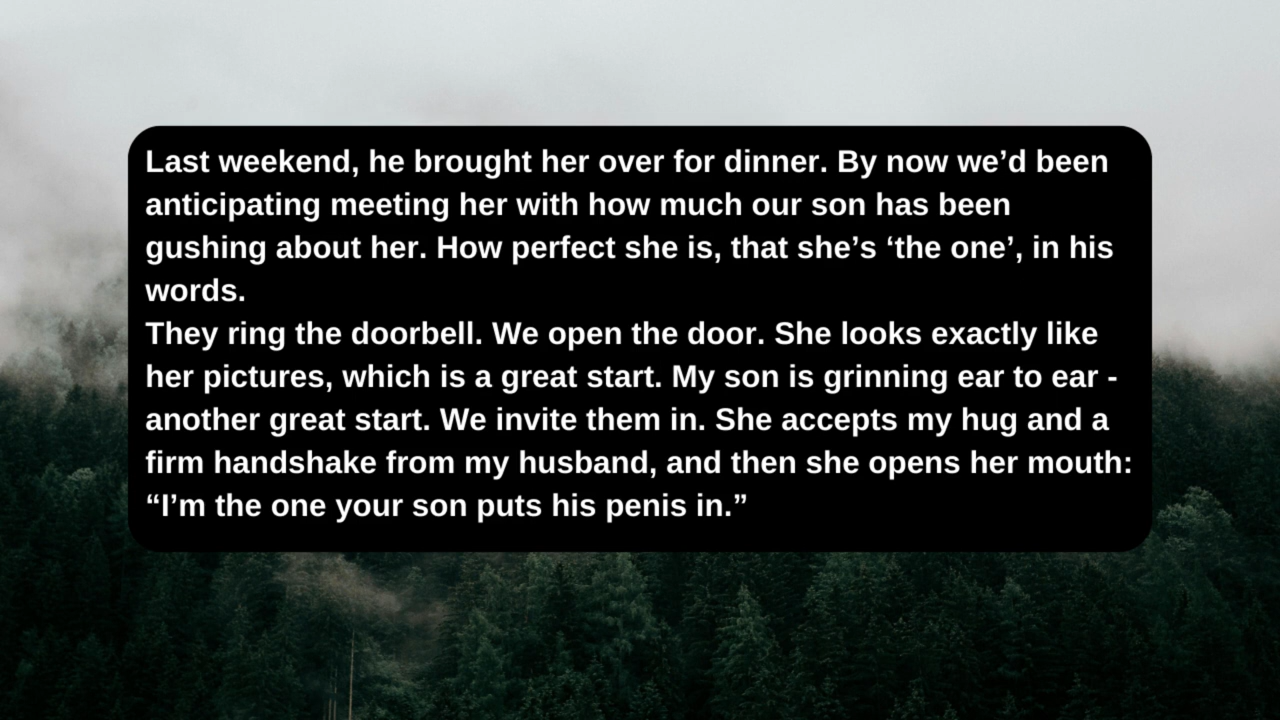 Last weekend, he brought her over for dinner. By now we’d been
anticipating meeting her with how much our son has been
gushing about her. How perfect she is, that she’s ‘the one’, in his
words.
They ring the doorbell. We open the door. She looks exactly like
her pictures, which is a great start. My son is grinning ear to ear -
another great start. We invite them in. She accepts my hug and a
firm handshake from my husband, and then she opens her mouth:
“I’m the one your son puts his penis in.”